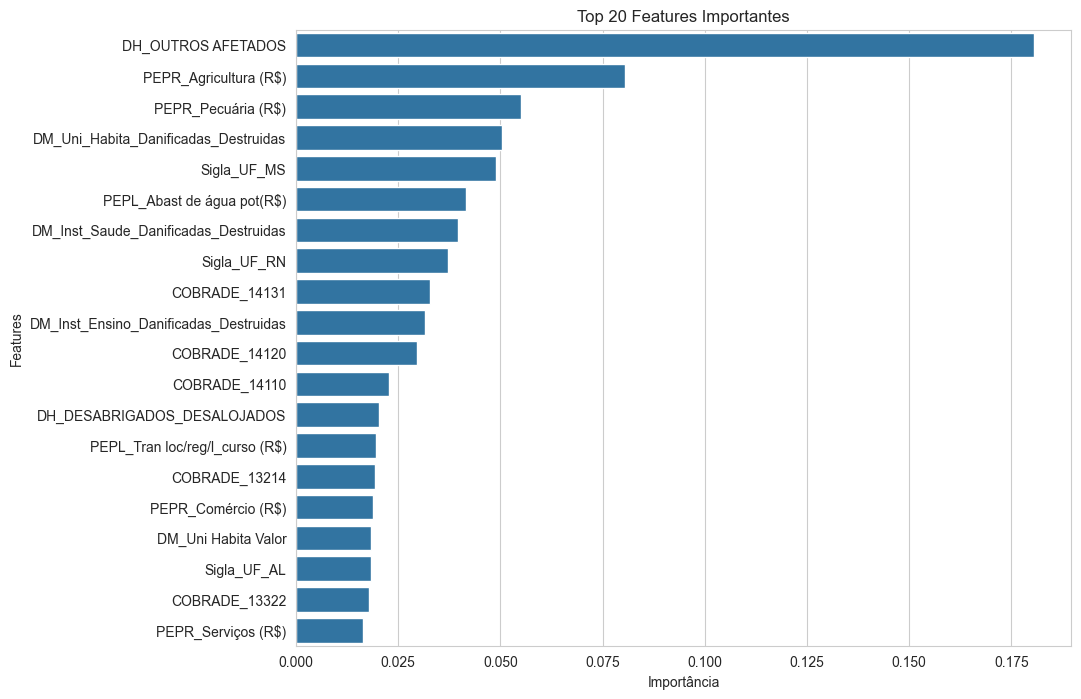 Top 20 Features Importantes
Features
DH_OUTROS AFETADOS
PEPR_Agricultura (R$)
PEPR_Pecuária (R$)
DM_Uni_Habita_Danificadas_Destruidas
Sigla_UF_MS
PEPL_Abast de água pot(R$)
DM_Inst_Saude_Danificadas_Destruidas
Sigla_UF_RN
COBRADE_14131
DM_Inst_Ensino_Danificadas_Destruidas
COBRADE_14120
COBRADE_14110
DH_DESABRIGADOS_DESALOJADOS
PEPL_Tran loc/reg/l_curso (R$)
COBRADE_13214
PEPR_Comércio (R$)
DM_Uni Habita Valor
Sigla_UF_AL
COBRADE_13322
PEPR_Serviços (R$)
0.000 0.025 0.050 0.075 0.100 0.125 0.150 0.175
Importância